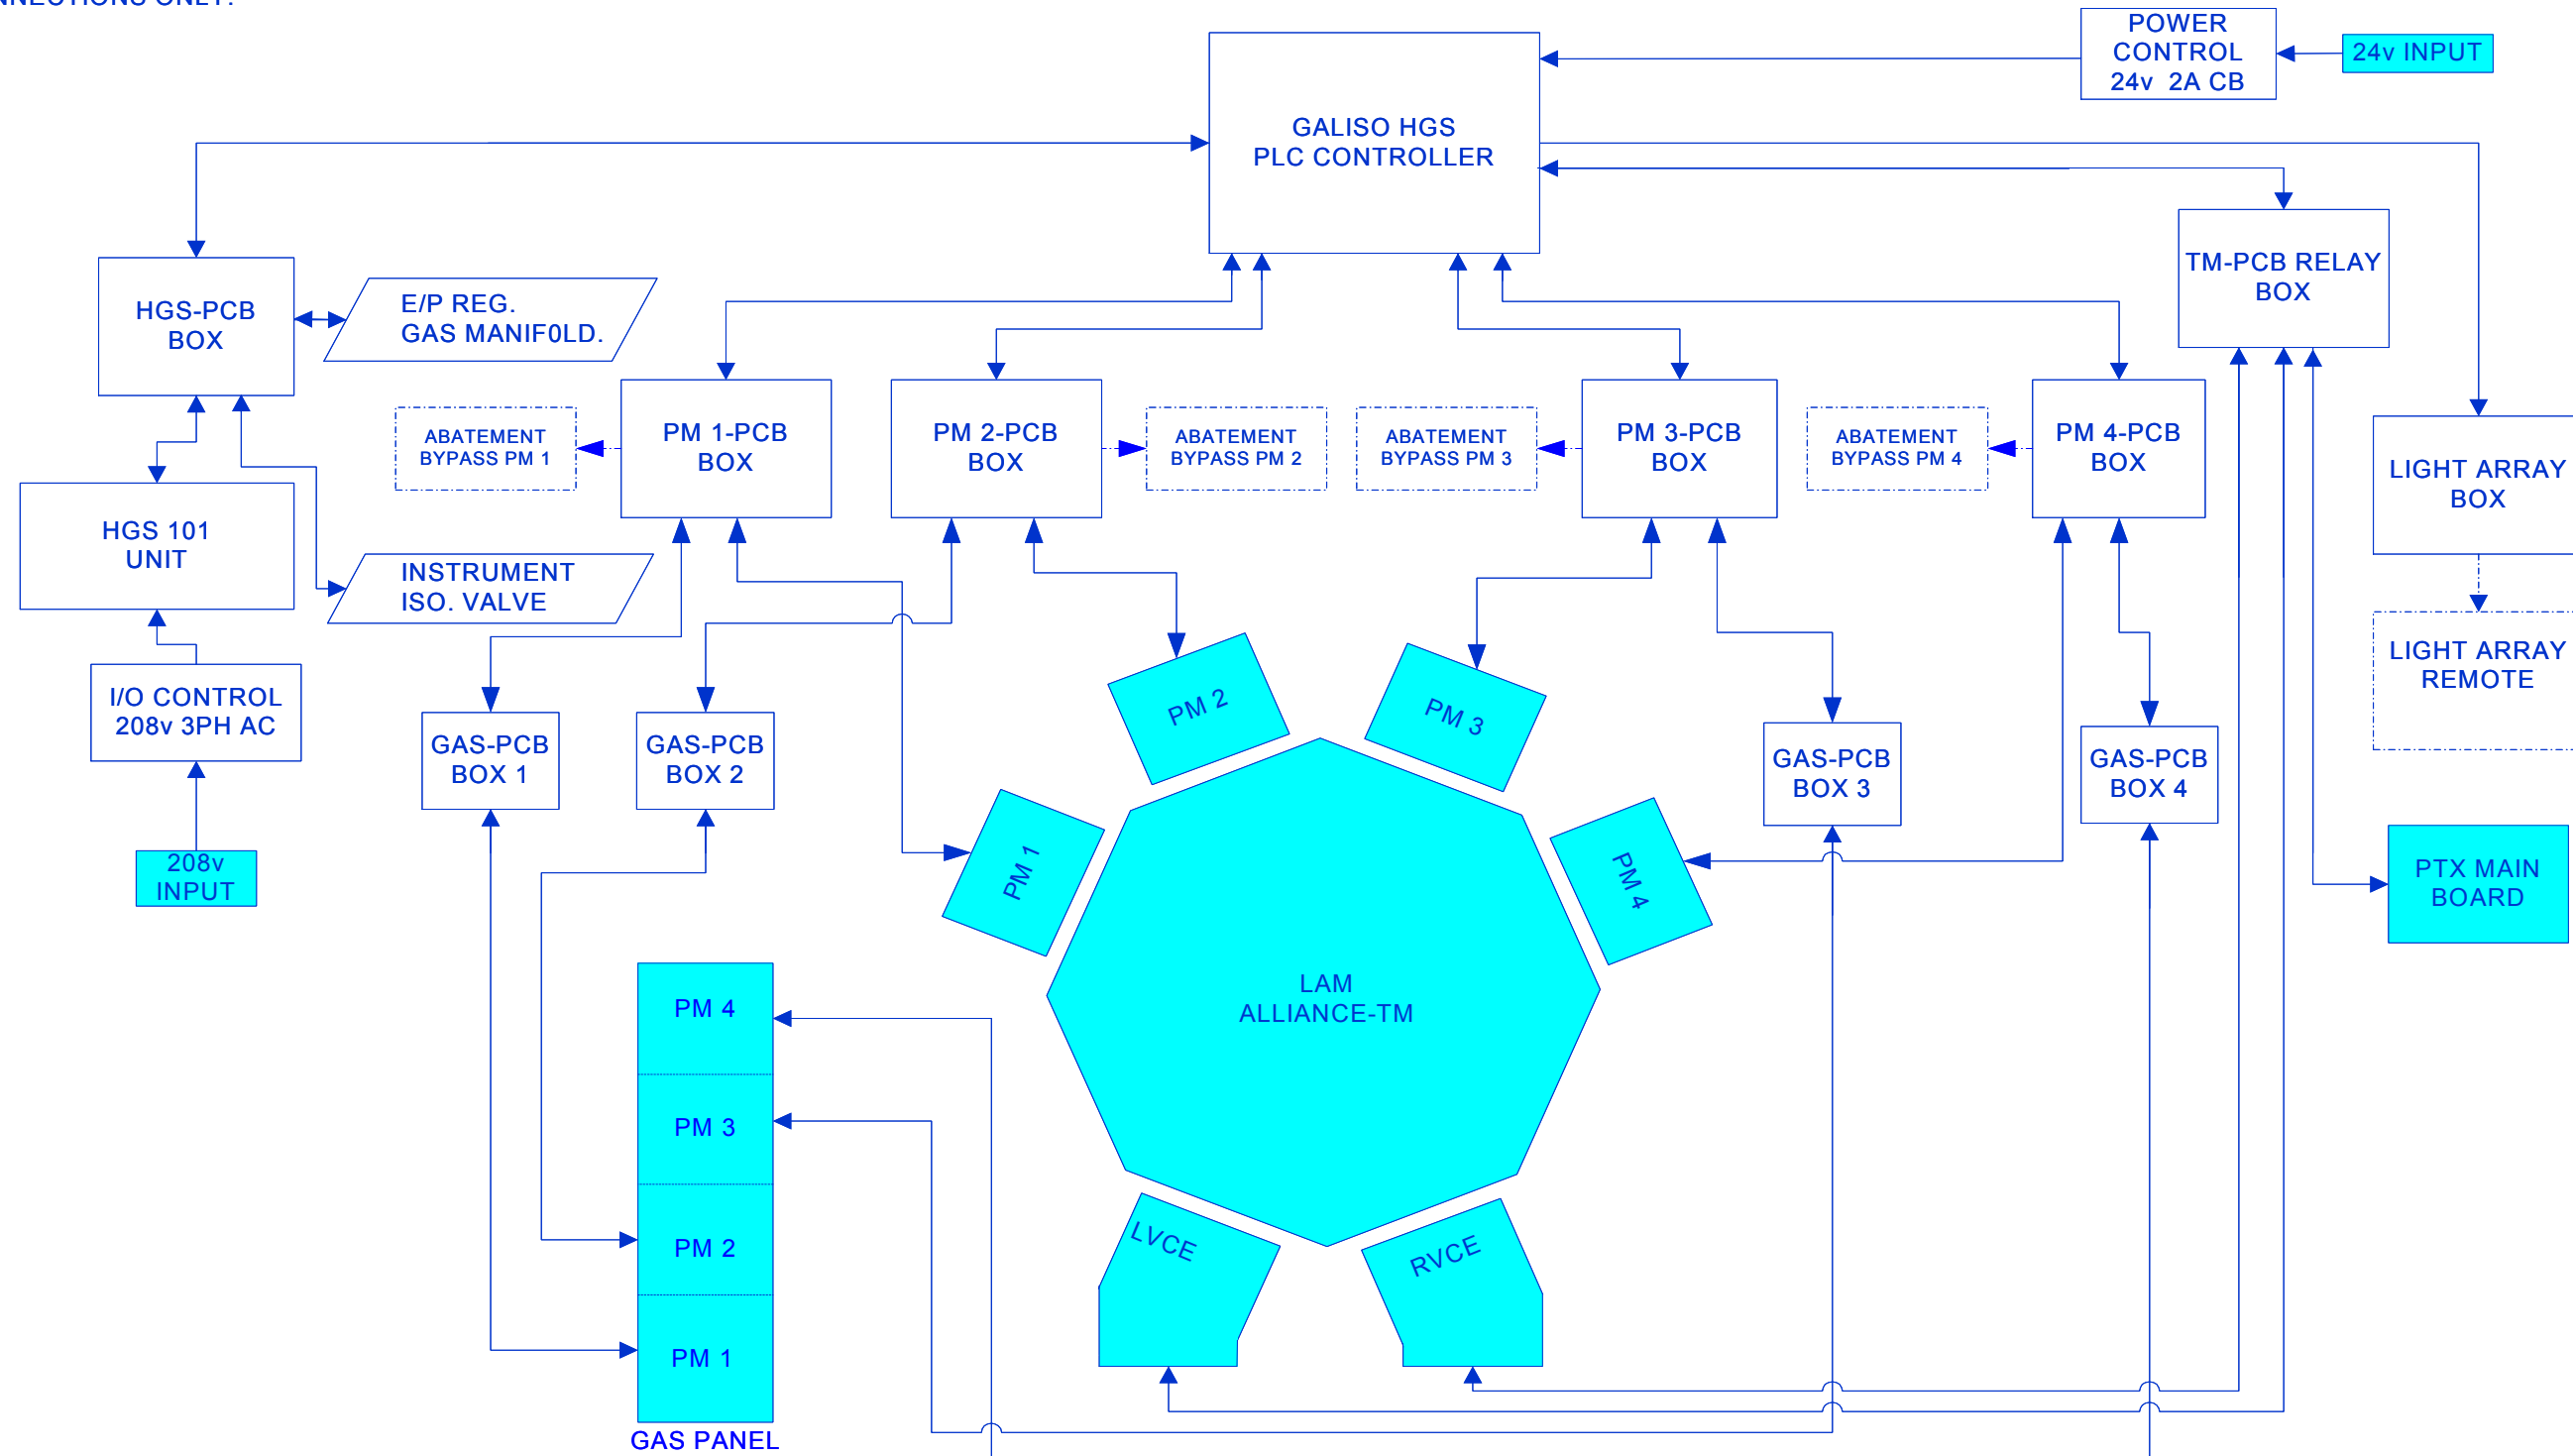 NNECTIONS ONLY.
POWER
CONTROL
24v 2A CB
24v INPUT
GALISO HGS
PLC CONTROLLER
TM-PCB RELAY
BOX
HGS-PCB
BOX
E/P REG.
GAS MANIF0LD.
ABATEMENT
BYPASS PM 1
PM 1-PCB
BOX
PM 2-PCB
BOX
ABATEMENT
BYPASS PM 2
ABATEMENT
BYPASS PM 3
PM 3-PCB
BOX
ABATEMENT
BYPASS PM 4
PM 4-PCB
BOX
LIGHT ARRAY
BOX
HGS 101
UNIT
INSTRUMENT
ISO. VALVE
LIGHT ARRAY
REMOTE
I/O CONTROL
208v 3PH AC
PM 2
PM 3
GAS-PCB
BOX 1
GAS-PCB
BOX 2
GAS-PCB
BOX 3
GAS-PCB
BOX 4
208v
INPUT
PM 1
PM 4
PTX MAIN
BOARD
LAM
ALLIANCE-TM
PM 4
PM 3
PM 2
PM 1
LVCE
RVCE
GAS PANEL